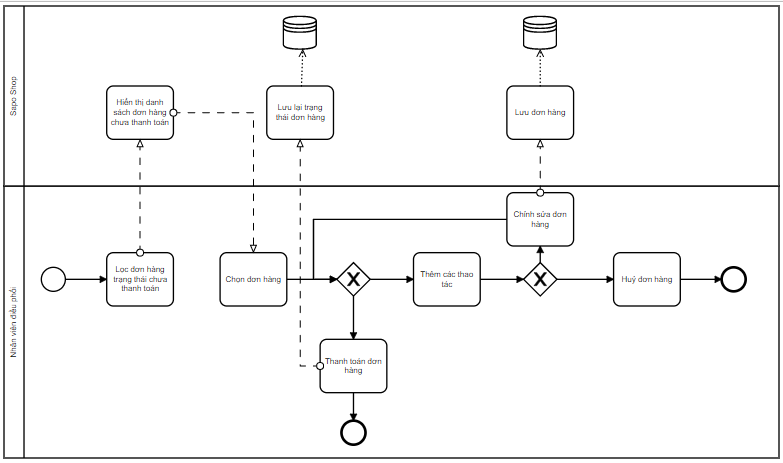 Sapo Shop
Hiển thị danh
sách đơn hàng
chưa thanh toán
Lưu lại trạng
thái đơn hàng
Lưu đơn hàng
Nhân viên điều phối
Lọc đơn hàng
trạng thái chưa
thanh toán
Chọn đơn hàng
Thêm các thao
tác
Chỉnh sửa đơn
hàng
Huỷ đơn hàng
Thanh toán đơn
hàng